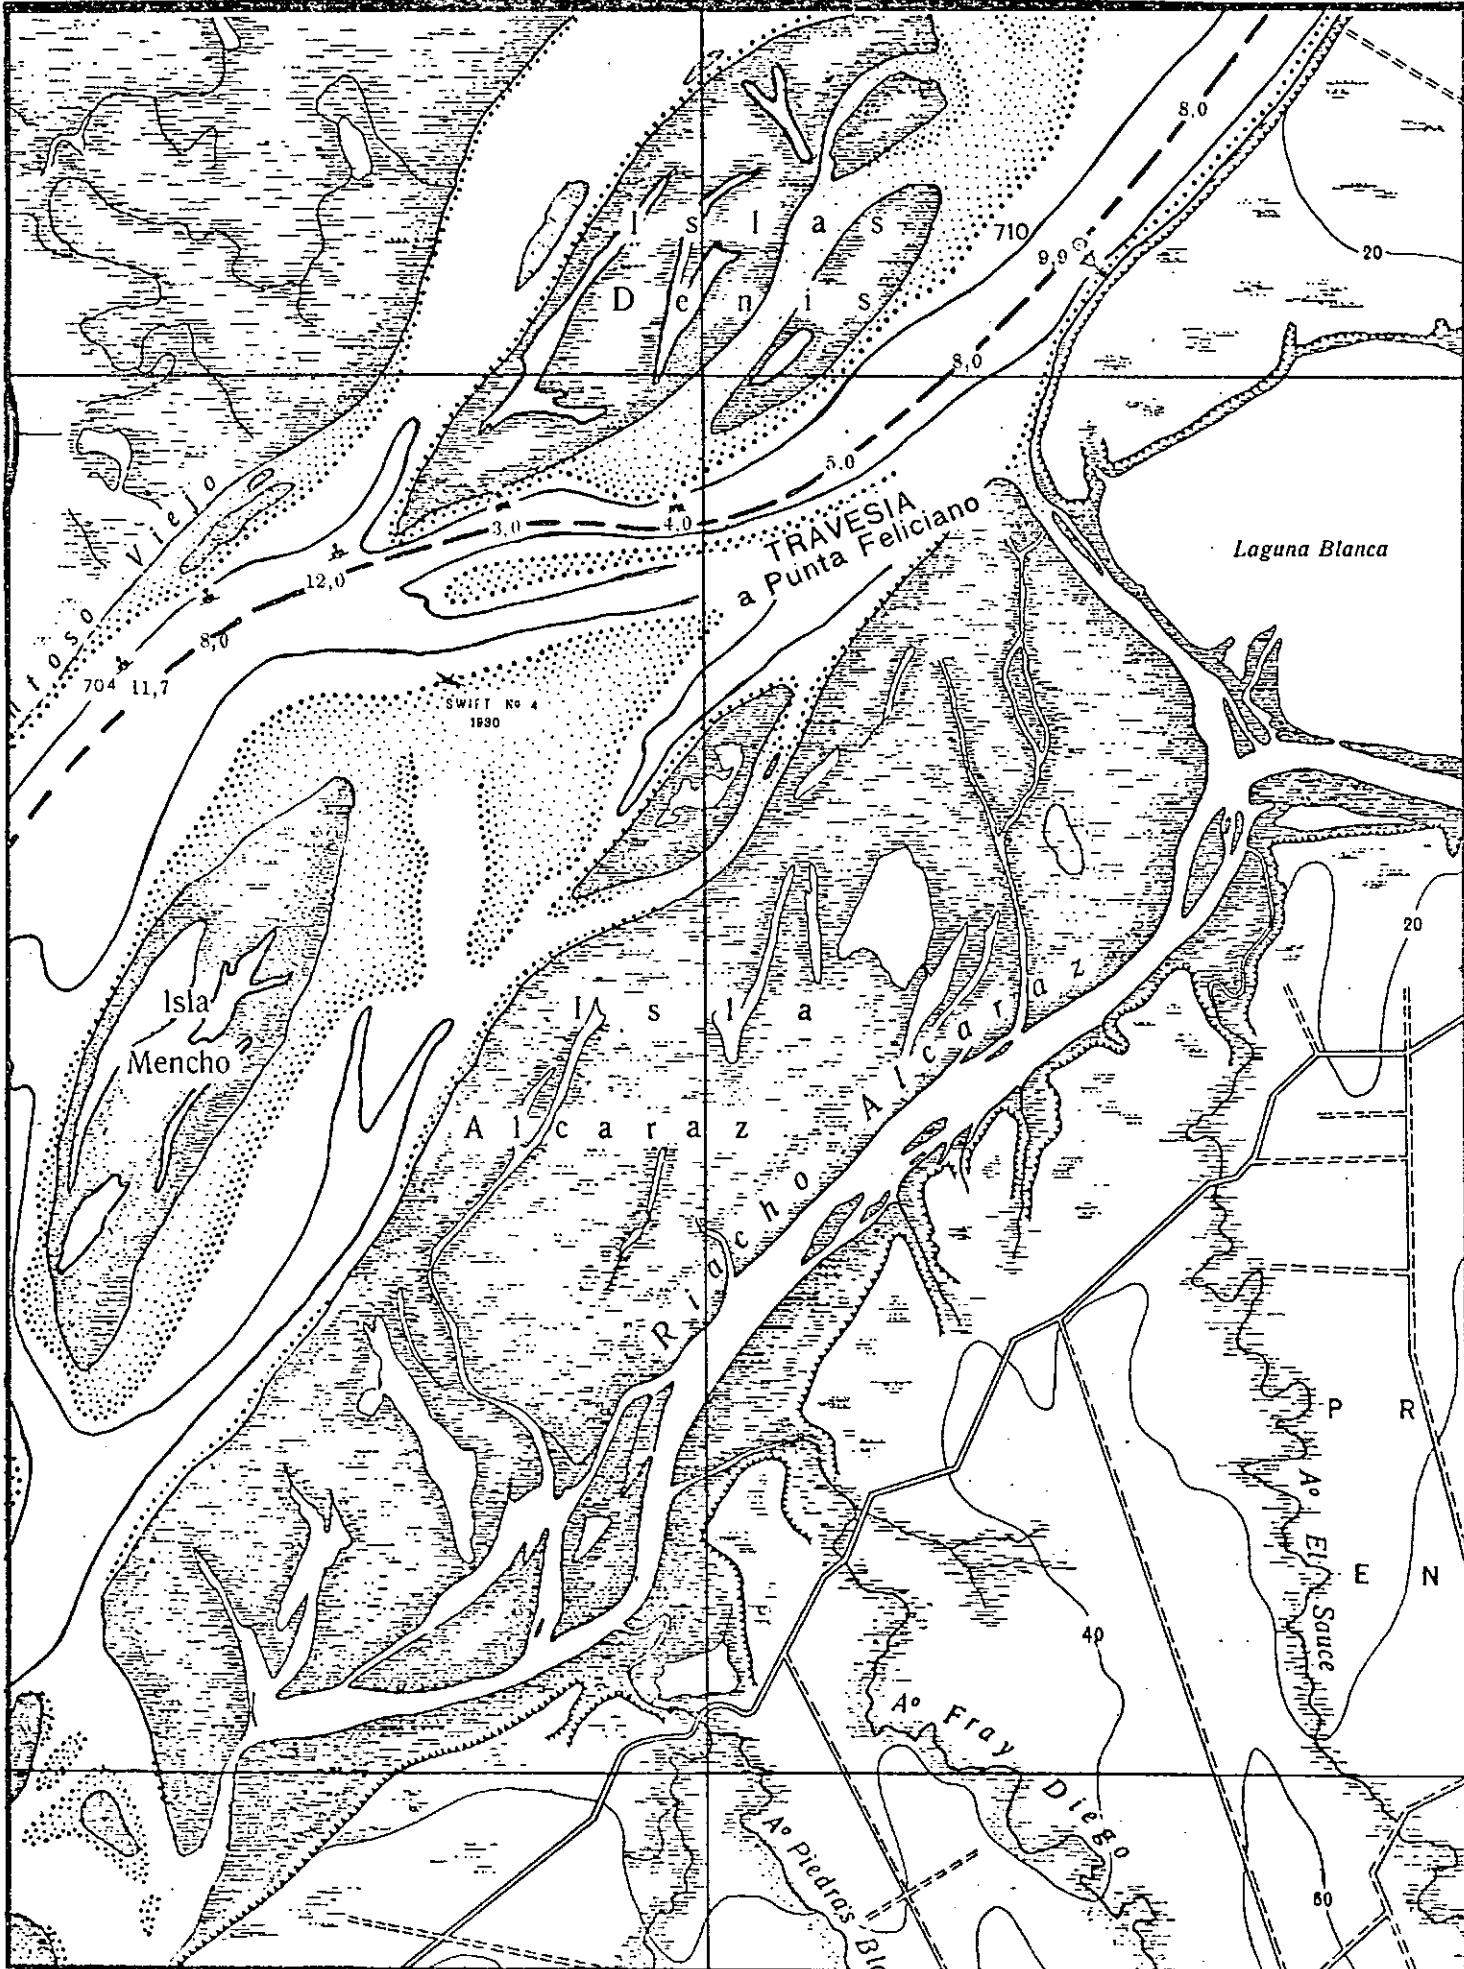 8,0
Islas
710
9,9
20
Denis
8,0
5,0
Viejo
3,0
4,0
TRAVESIA
a Punta Feliciano
Laguna Blanca
12,0
8,0
704 11,7
SWIFT No 4
1930
20
Isla
Mencho
Isla
Alcaraz
Riacho Alcaraz
P R
Aº El Sauce
E N
40
Aº Fray Diego
Aº Piedras
60